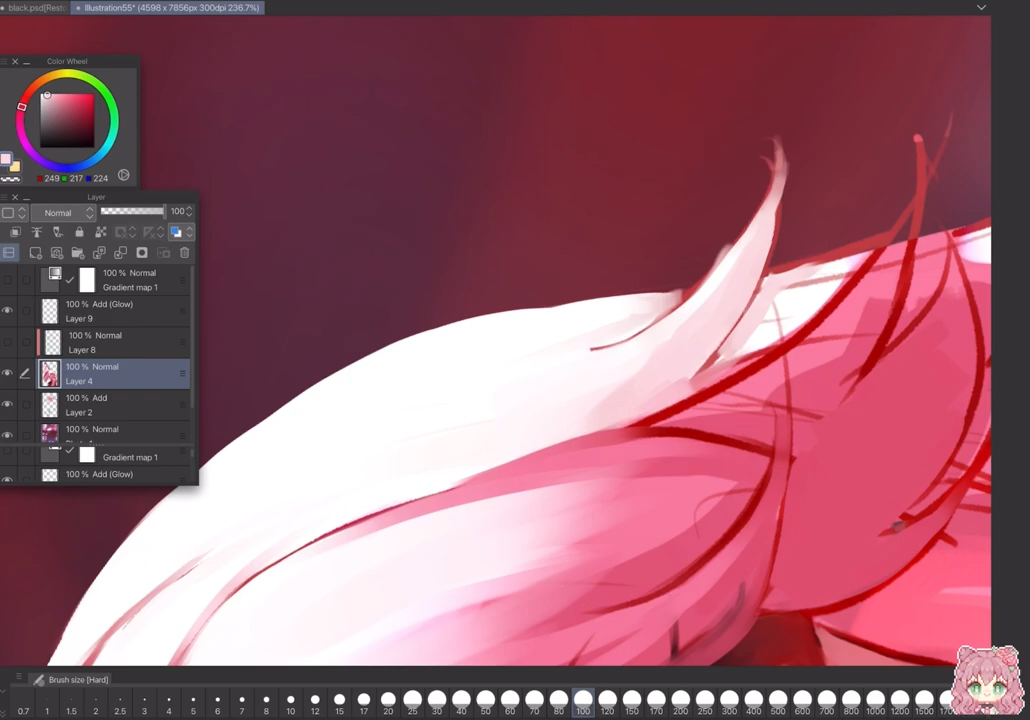 black.psd[Rest
Illustration55* (4598 x 7856px 300dpi 236.7%)
Color Wheel
249 217 224
Layer
Normal 100
100 % Normal
Gradient map 1
100 % Add (Glow)
Layer 9
100 % Normal
Layer 8
100 % Normal
Layer 4
100 % Add
Layer 2
100 % Normal
Gradient map 1
100 % Add (Glow)
Brush size [Hard]
0.7 1 1.5 2 2.5 3 4 5 6 7 8 10 12 15 17 20 25 30 40 50 60 70 80 100 120 150 170 200 250 300 400 500 600 700 800 1000 1200 1500 170